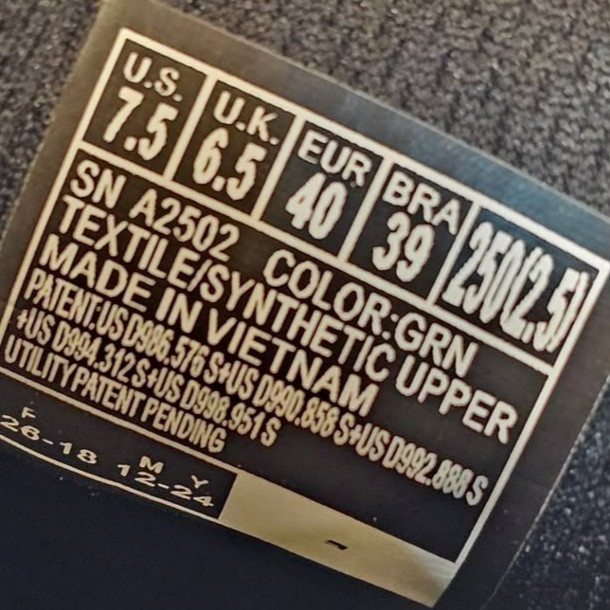 U.S. U.K. EUR BRA 250(2.5)
7.5 6.5 40 39
SN A2502 COLOR:GRN
TEXTILE/SYNTHETIC UPPER
MADE IN VIETNAM
PATENT:US D986,576 S+US D990,858 S+US D992,888 S
+US D994,312 S+US D998,951 S
UTILITY PATENT PENDING
F M Y
26-18 12-24
-